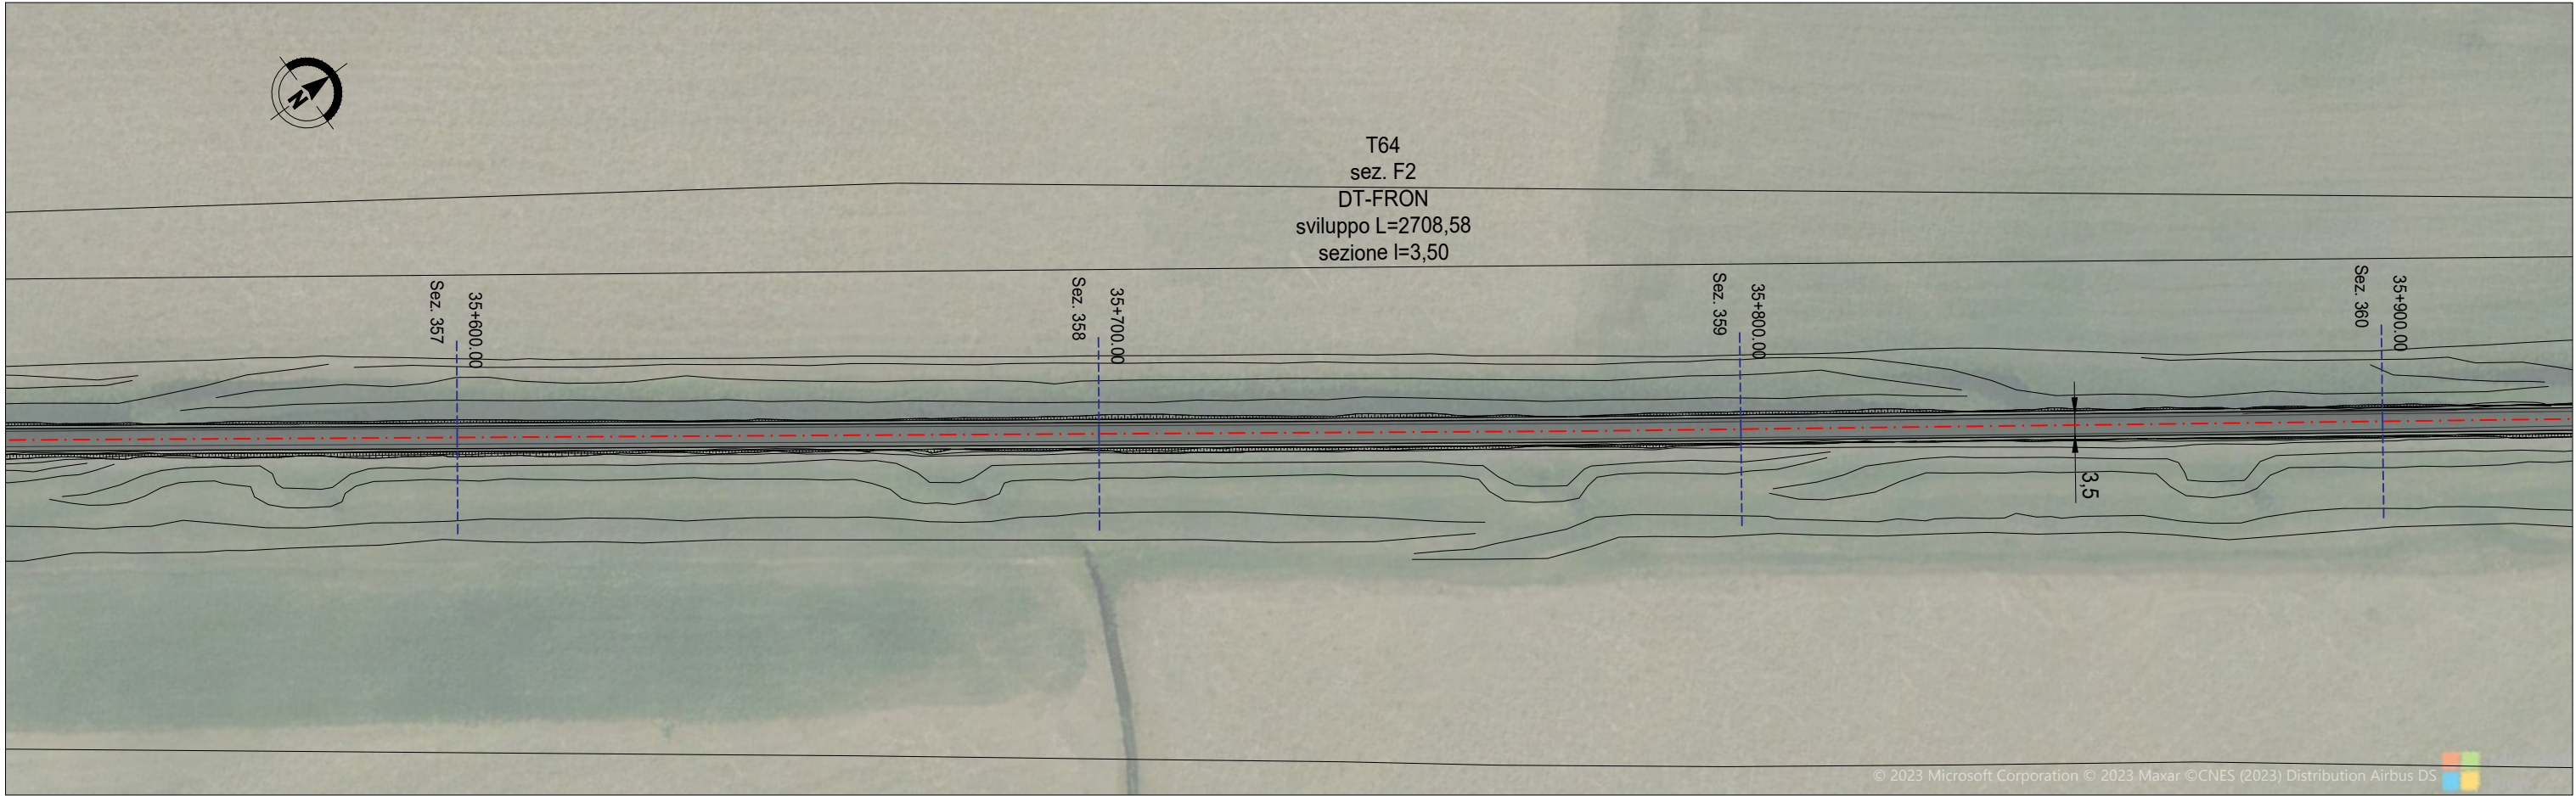 N
T64
sez. F2
DT-FRON
sviluppo L=2708,58
sezione l=3,50
Sez. 357
35+600.00
Sez. 358
35+700.00
Sez. 359
35+800.00
Sez. 360
35+900.00
3,5
© 2023 Microsoft Corporation © 2023 Maxar ©CNES (2023) Distribution Airbus DS